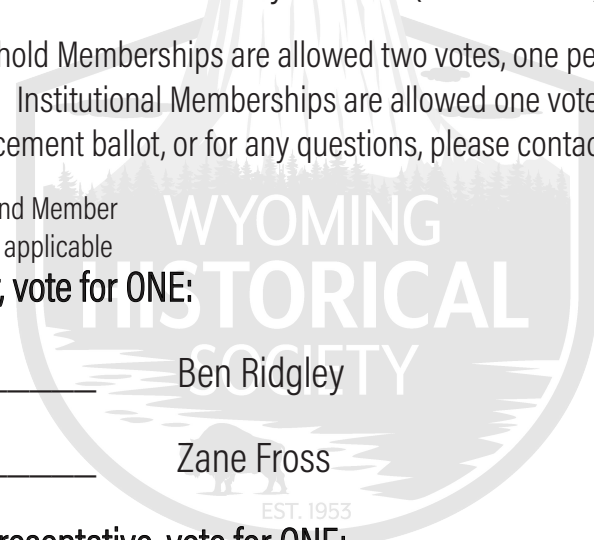 hold Memberships are allowed two votes, one pe
Institutional Memberships are allowed one vote
cement ballot, or for any questions, please contac
nd Member
applicable
, vote for ONE:
WYOMING
HISTORICAL
SOCIETY
______ Ben Ridgley
______ Zane Fross
EST. 1953
resentative, vote for ONE: